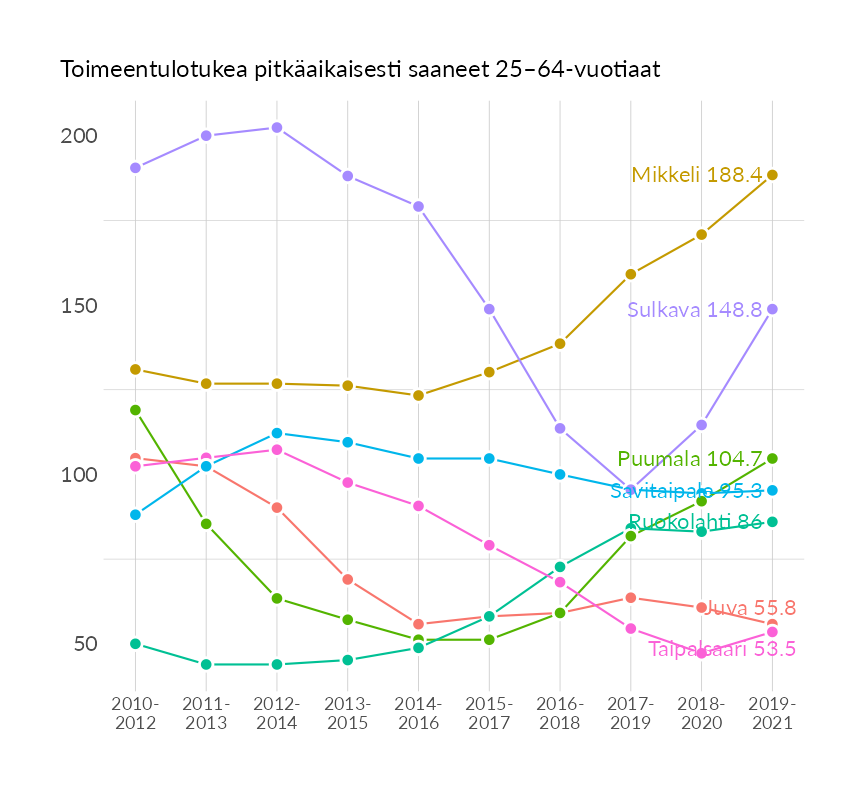 Toimeentulotukea pitkäaikaisesti saaneet 25–64-vuotiaat
200
150
100
50
Mikkeli 188.4
Sulkava 148.8
Puumala 104.7
Savitaipale 95.3
Ruokolahti 86
Juva 55.8
Taipalsaari 53.5
2010- 2011- 2012- 2013- 2014- 2015- 2016- 2017- 2018- 2019-
2012 2013 2014 2015 2016 2017 2018 2019 2020 2021